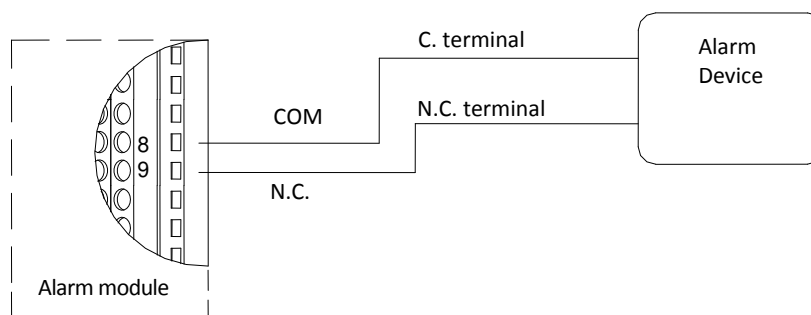 C. terminal
Alarm
Device
N.C. terminal
COM
8
9
N.C.
Alarm module